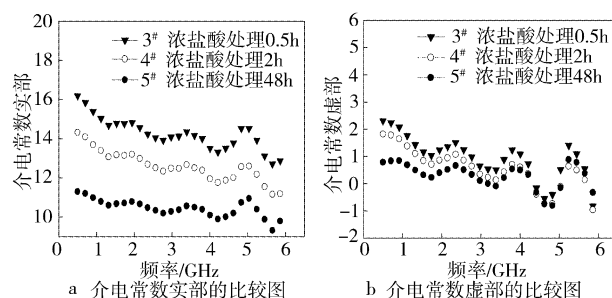 介电常数实部
20
18
16
14
12
10
3# 浓盐酸处理0.5h
4# 浓盐酸处理2h
5# 浓盐酸处理48h
0 1 2 3 4 5 6
频率/GHz
a 介电常数实部的比较图
介电常数虚部
6
5
4
3
2
1
0
-1
-2
3# 浓盐酸处理0.5h
4# 浓盐酸处理2h
5# 浓盐酸处理48h
0 1 2 3 4 5 6
频率/GHz
b 介电常数虚部的比较图